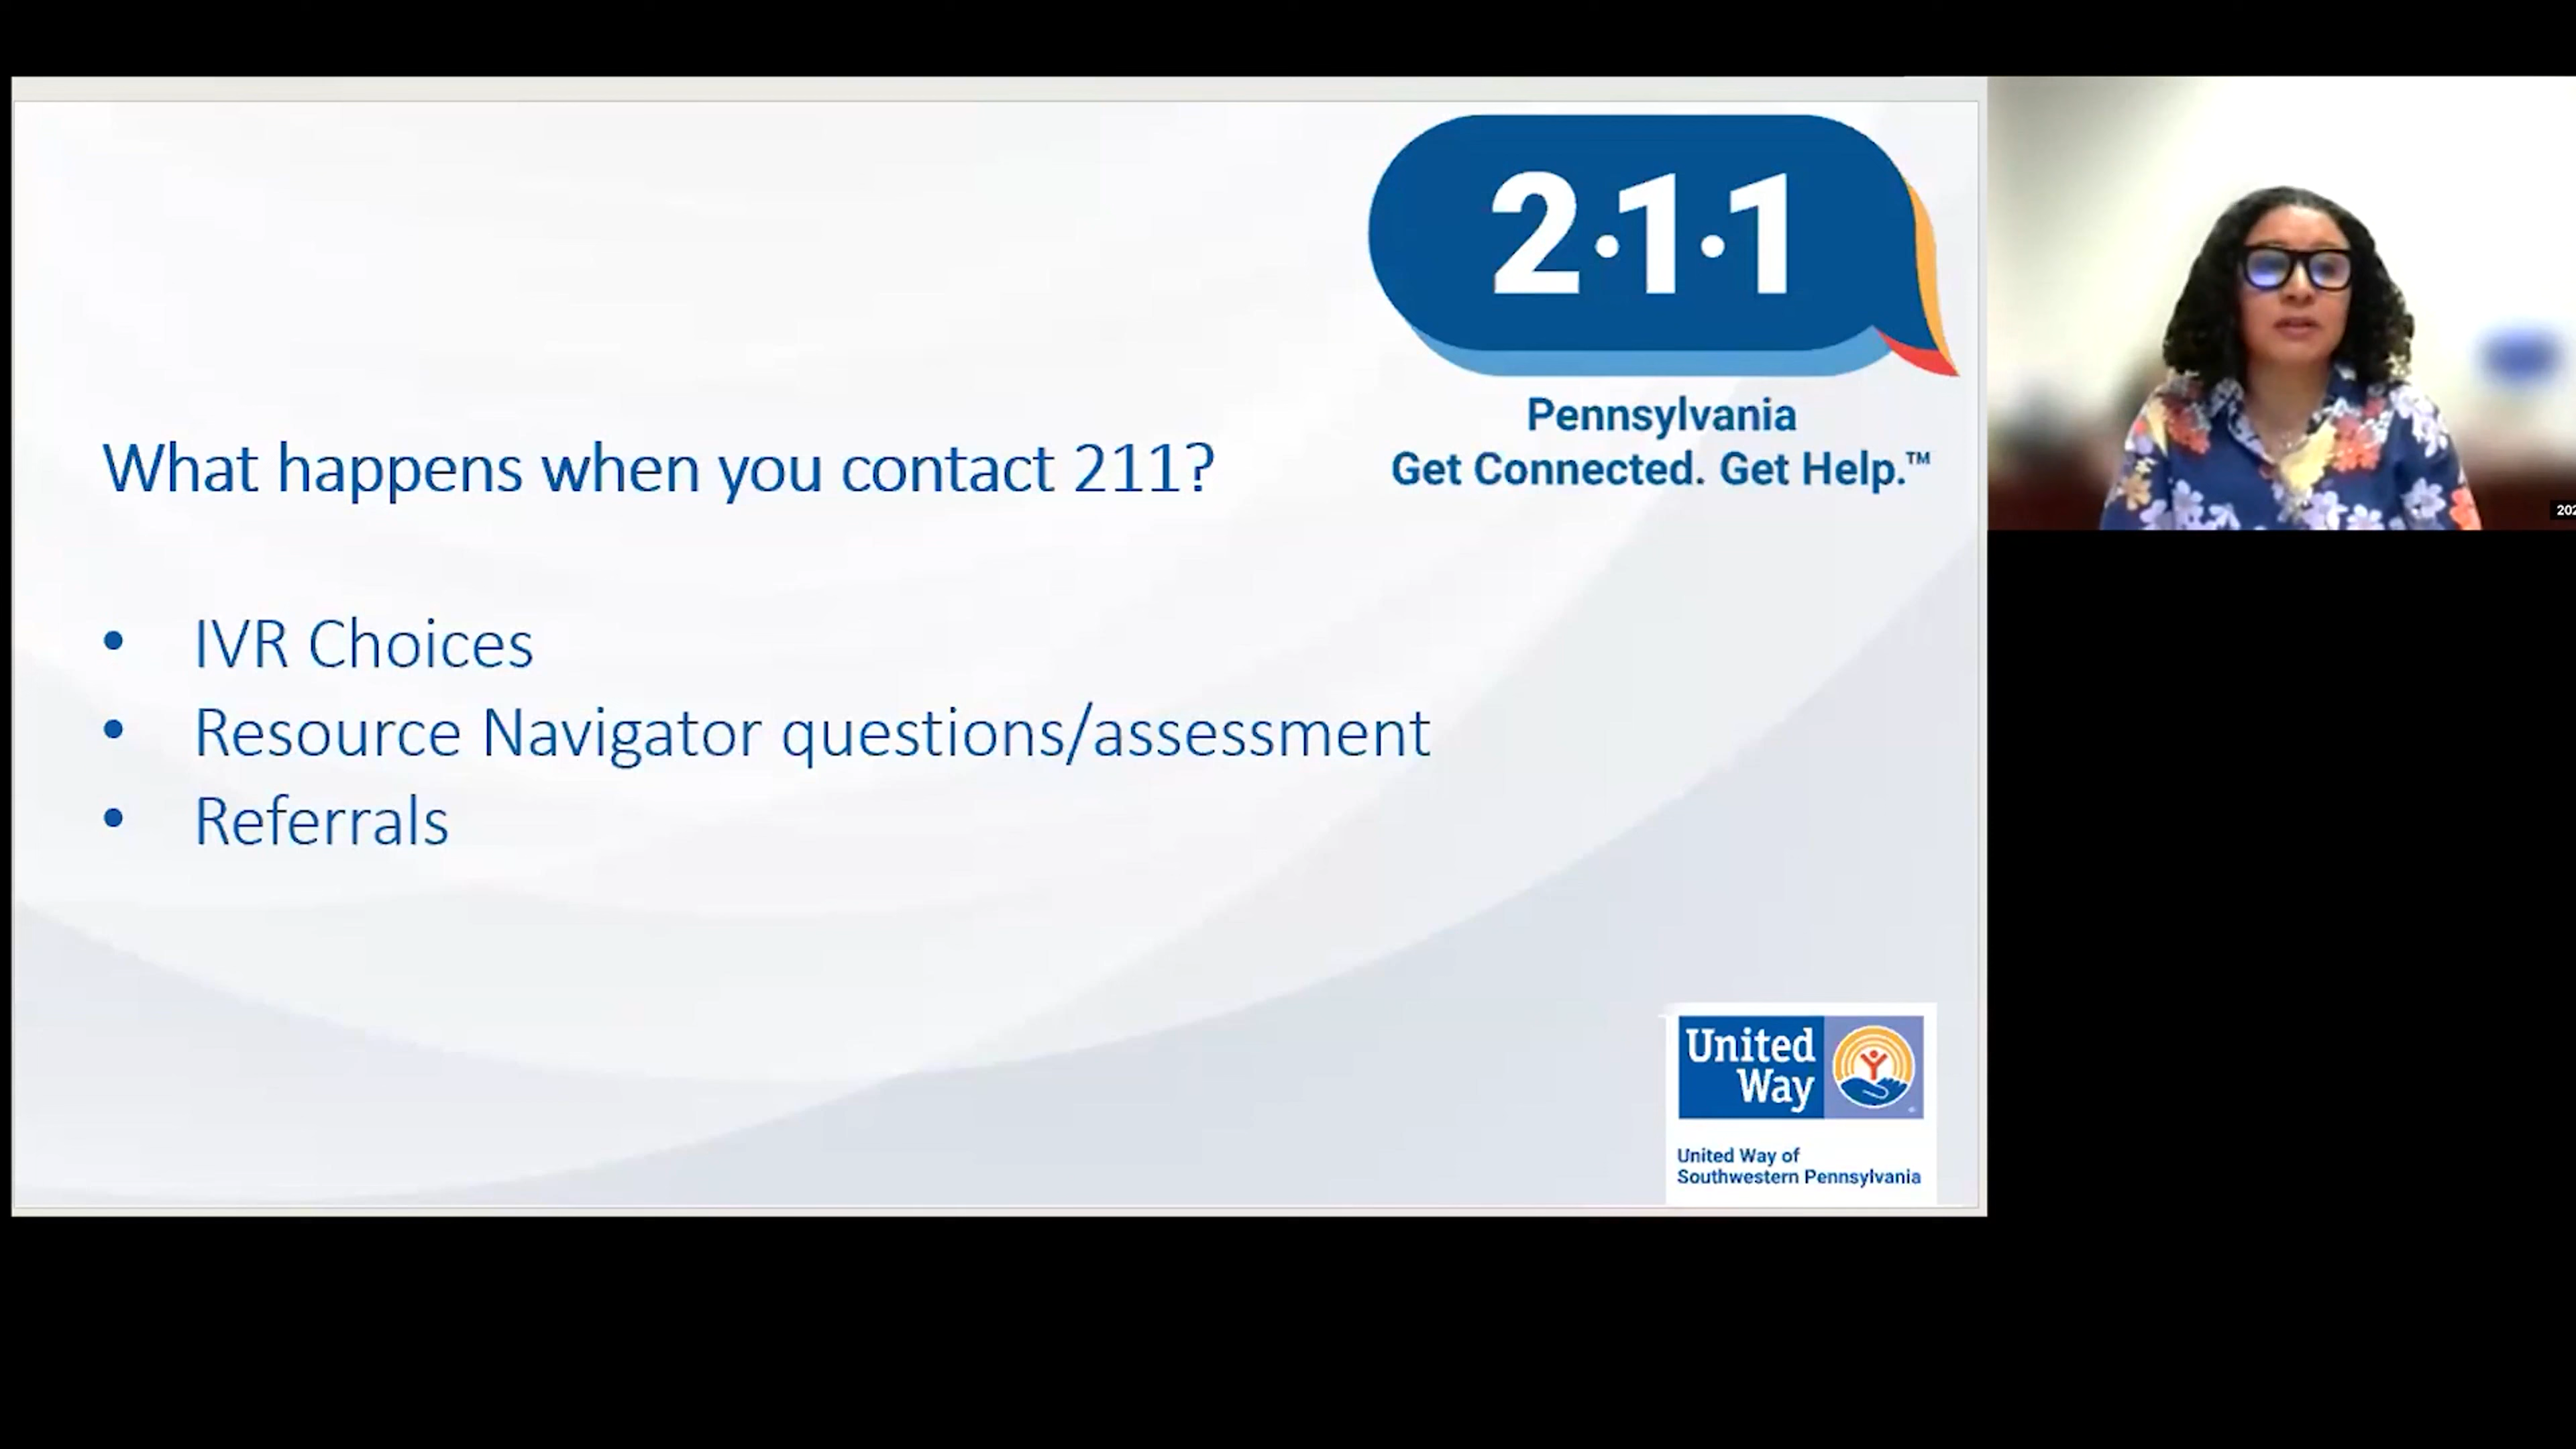 2·1·1
Pennsylvania
Get Connected. Get Help.™
What happens when you contact 211?
• IVR Choices
• Resource Navigator questions/assessment
• Referrals
United
Way
United Way of
Southwestern Pennsylvania